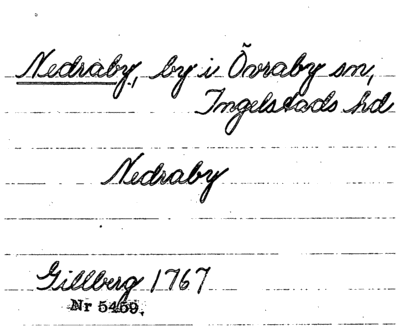 Nedraby, by i Övraby sn,
Ingelstads hd
Nedraby
Gillberg 1767
Nr 5459.